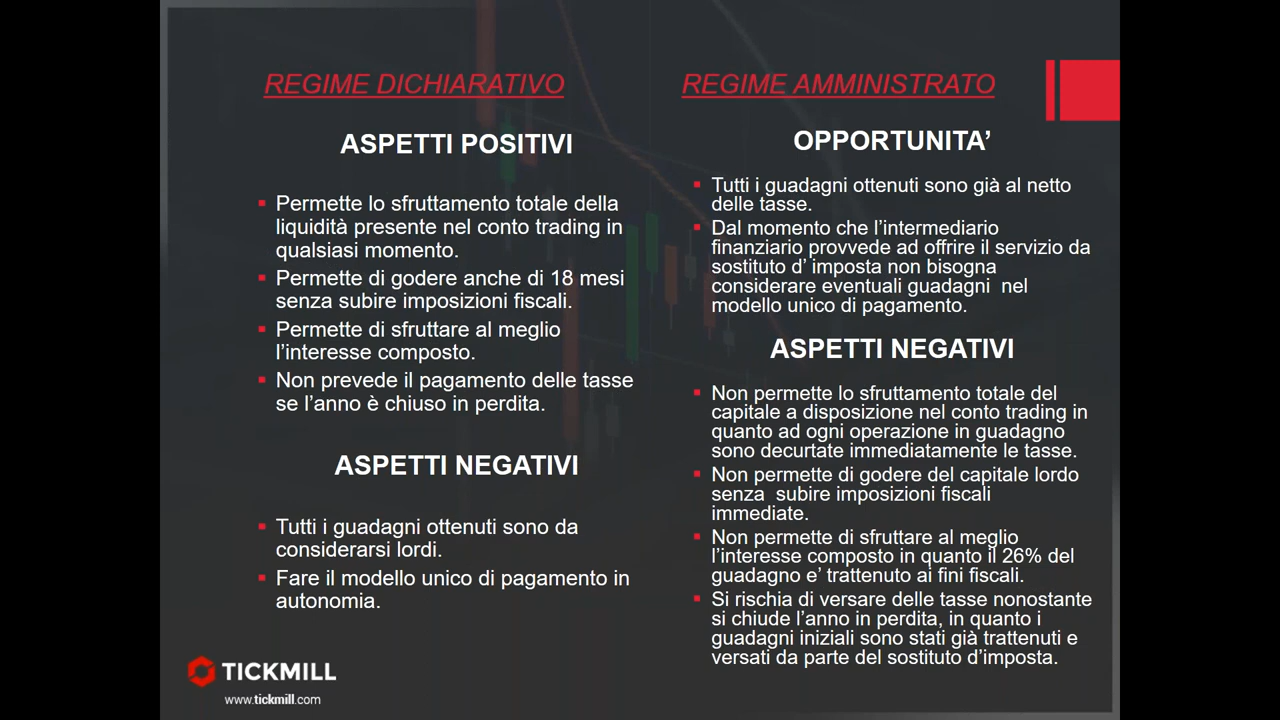 REGIME DICHIARATIVO
ASPETTI POSITIVI
Permette lo sfruttamento totale della
liquidità presente nel conto trading in
qualsiasi momento.
Permette di godere anche di 18 mesi
senza subire imposizioni fiscali.
Permette di sfruttare al meglio
l’interesse composto.
Non prevede il pagamento delle tasse
se l’anno è chiuso in perdita.
ASPETTI NEGATIVI
Tutti i guadagni ottenuti sono da
considerarsi lordi.
Fare il modello unico di pagamento in
autonomia.
REGIME AMMINISTRATO
OPPORTUNITA’
Tutti i guadagni ottenuti sono già al netto
delle tasse.
Dal momento che l’intermediario
finanziario provvede ad offrire il servizio da
sostituto d’ imposta non bisogna
considerare eventuali guadagni  nel
modello unico di pagamento.
ASPETTI NEGATIVI
Non permette lo sfruttamento totale del
capitale a disposizione nel conto trading in
quanto ad ogni operazione in guadagno
sono decurtate immediatamente le tasse.
Non permette di godere del capitale lordo
senza  subire imposizioni fiscali
immediate.
Non permette di sfruttare al meglio
l’interesse composto in quanto il 26% del
guadagno e’ trattenuto ai fini fiscali.
Si rischia di versare delle tasse nonostante
si chiude l’anno in perdita, in quanto i
guadagni iniziali sono stati già trattenuti e
versati da parte del sostituto d’imposta.
TICKMILL
www.tickmill.com